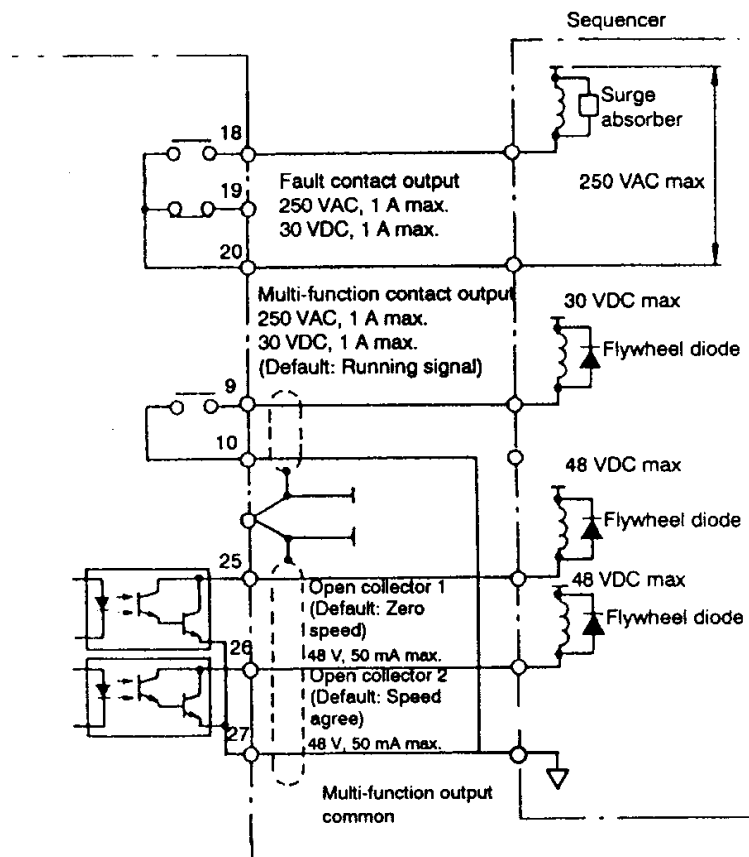 Sequencer
Surge
absorber
18
19
20
Fault contact output
250 VAC, 1 A max.
30 VDC, 1 A max.
250 VAC max
Multi-function contact output
250 VAC, 1 A max.
30 VDC, 1 A max.
(Default: Running signal)
30 VDC max
Flywheel diode
9
10
48 VDC max
Flywheel diode
25
Open collector 1
(Default: Zero
speed)
48 V, 50 mA max.
48 VDC max
Flywheel diode
26
Open collector 2
(Default: Speed
agree)
48 V, 50 mA max.
27
Multi-function output
common